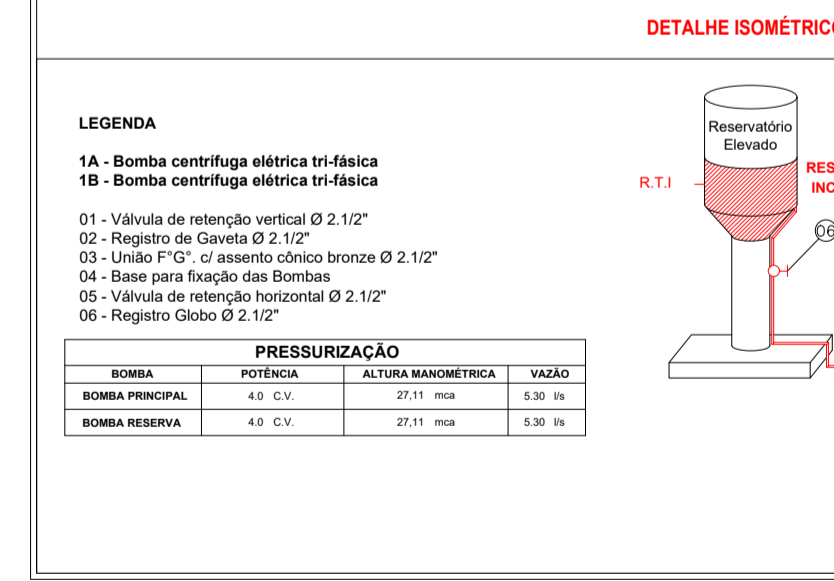 DETALHE ISOMÉTRICO
LEGENDA
1A - Bomba centrífuga elétrica tri-fásica
1B - Bomba centrífuga elétrica tri-fásica
01 - Válvula de retenção vertical Ø 2.1/2"
02 - Registro de Gaveta Ø 2.1/2"
03 - União F°G°. c/ assento cônico bronze Ø 2.1/2"
04 - Base para fixação das Bombas
05 - Válvula de retenção horizontal Ø 2.1/2"
06 - Registro Globo Ø 2.1/2"
PRESSURIZAÇÃO
BOMBA POTÊNCIA ALTURA MANOMÉTRICA VAZÃO
BOMBA PRINCIPAL 4.0 C.V. 27,11 mca 5.30 l/s
BOMBA RESERVA 4.0 C.V. 27,11 mca 5.30 l/s
Reservatório
Elevado
R.T.I
06